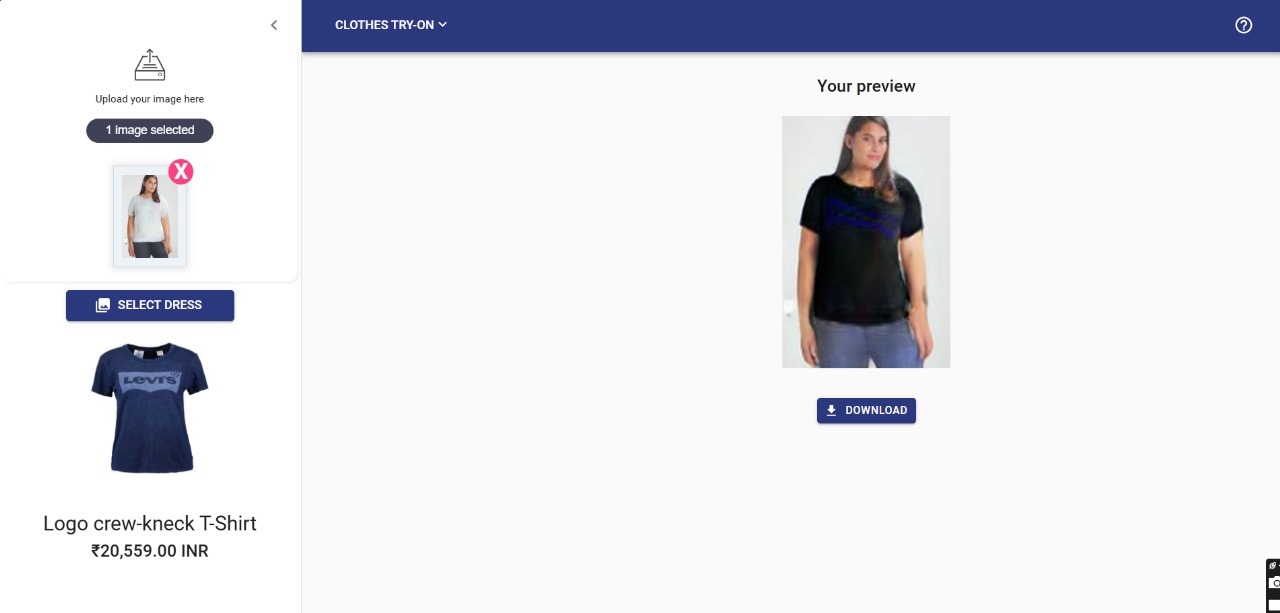 CLOTHES TRY-ON
Upload your image here
1 image selected
X
SELECT DRESS
Levi's
Logo crew-kneck T-Shirt
₹20,559.00 INR
Your preview
DOWNLOAD